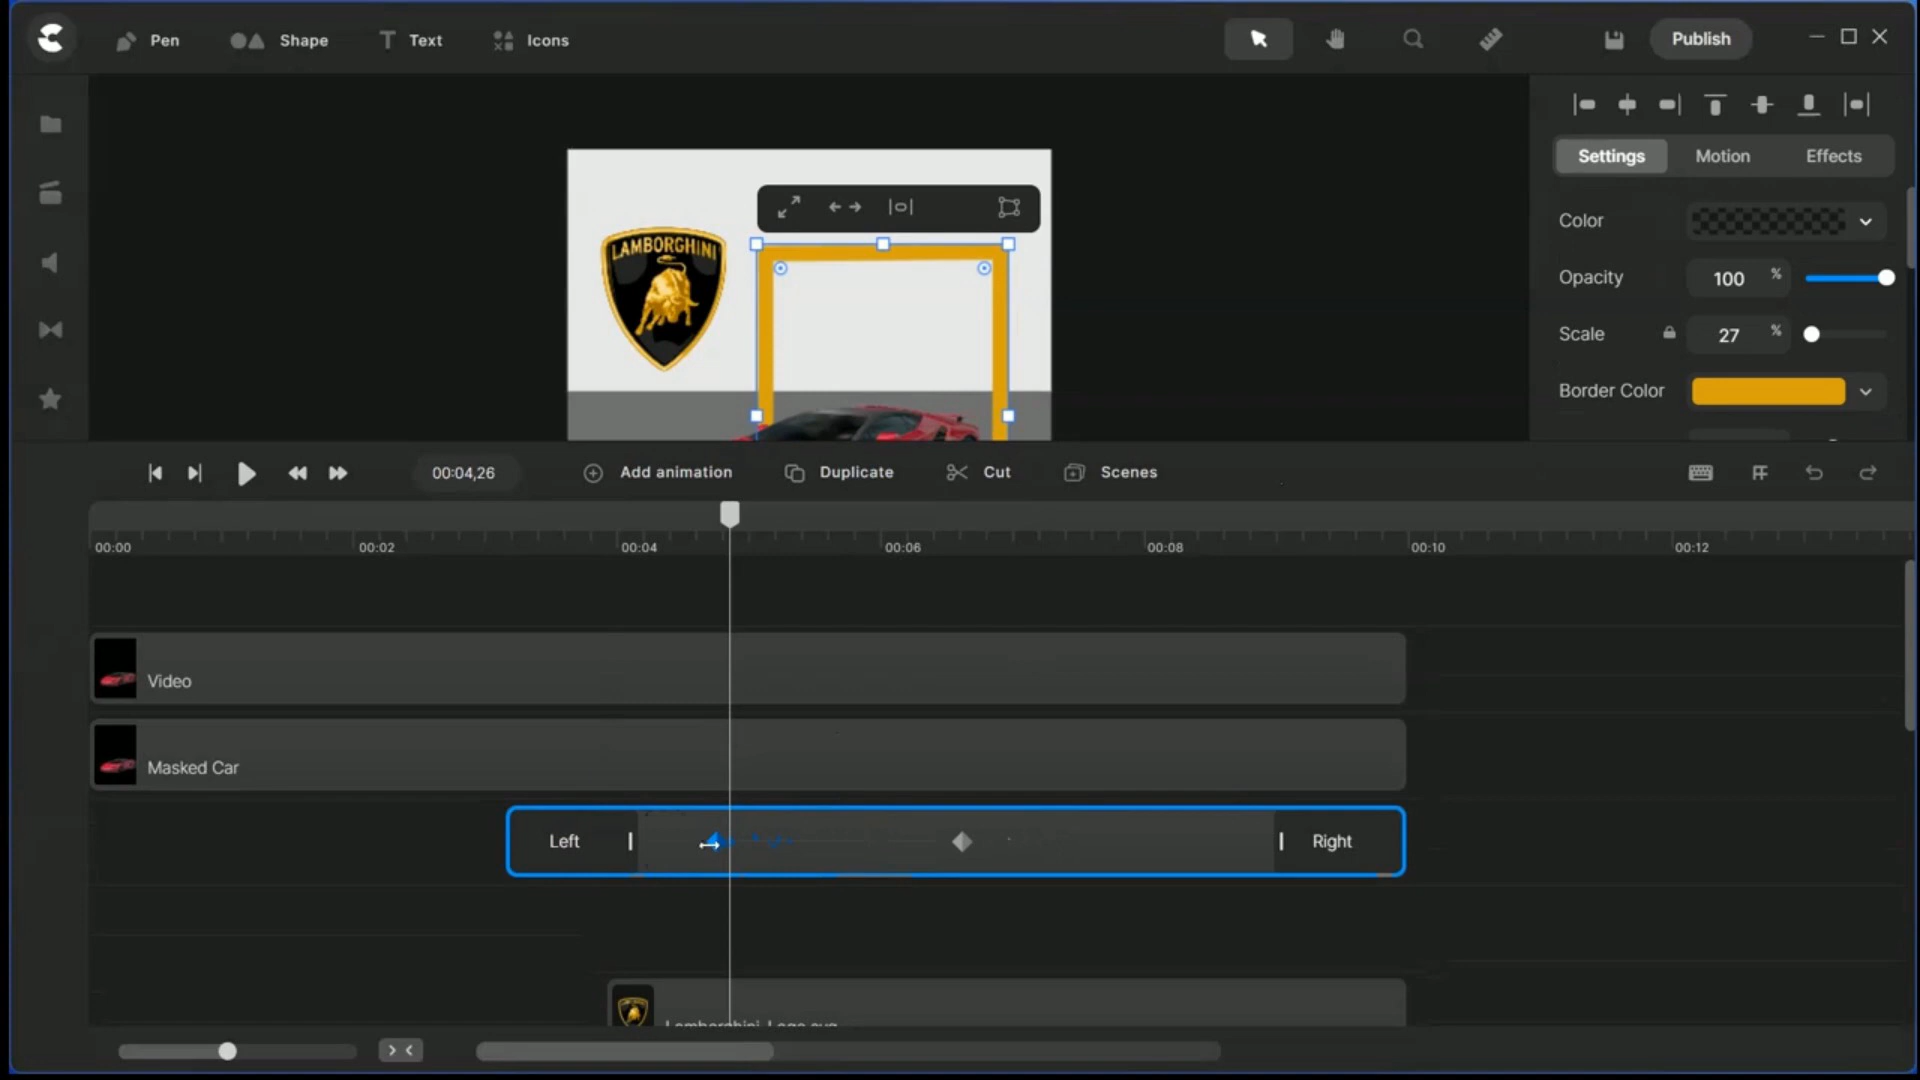 Pen
Shape
Text
Icons
Publish
LAMBORGHINI
Settings
Motion
Effects
Color
Opacity
100 %
Scale
27 %
Border Color
00:04,26
Add animation
Duplicate
Cut
Scenes
00:00
00:02
00:04
00:06
00:08
00:10
00:12
Video
Masked Car
Left
Right